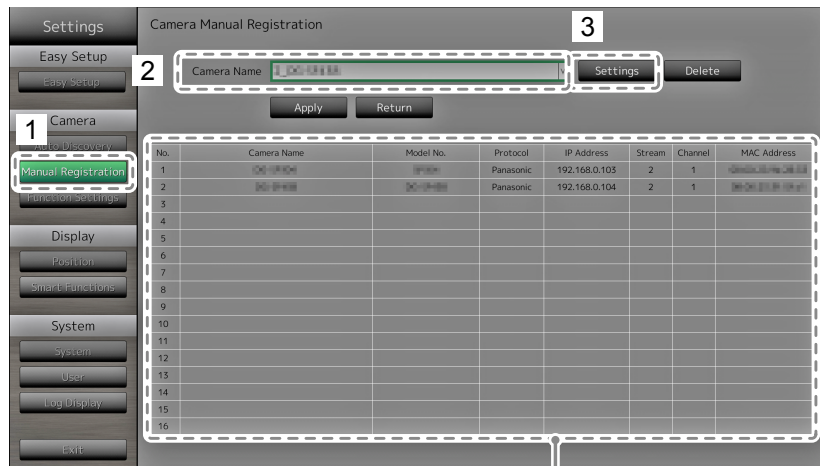 Settings
Camera Manual Registration
3
Easy Setup
2
Camera Name
Settings
Delete
Easy Setup
Apply
Return
Camera
1
Auto Discovery
Manual Registration
Function Settings
No. Camera Name Model No. Protocol IP Address Stream Channel MAC Address
1 Panasonic 192.168.0.103 2 1
2 Panasonic 192.168.0.104 2 1
3
4
5
6
7
8
9
10
11
12
13
14
15
16
Display
Position
Smart Functions
System
System
User
Log Display
Exit